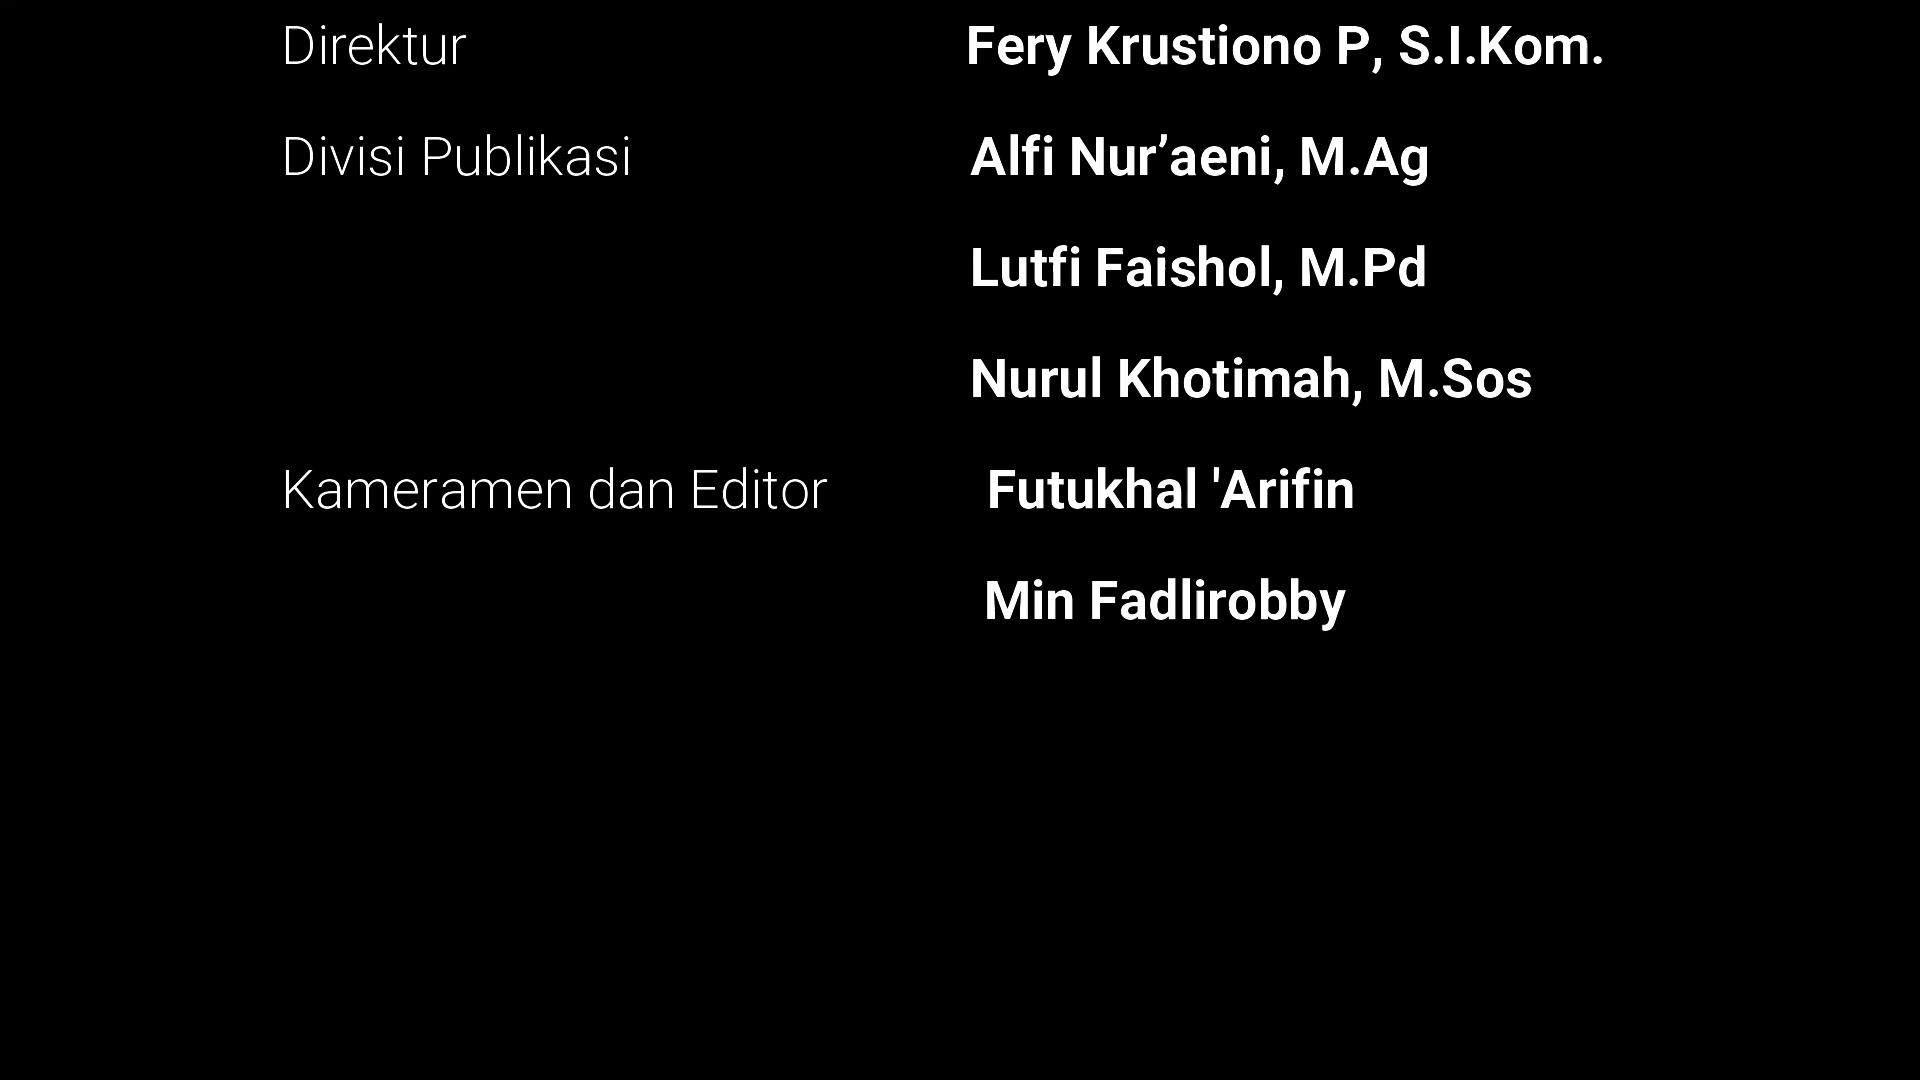 Direktur Fery Krustiono P, S.I.Kom.
Divisi Publikasi Alfi Nur’aeni, M.Ag
Lutfi Faishol, M.Pd
Nurul Khotimah, M.Sos
Kameramen dan Editor Futukhal 'Arifin
Min Fadlirobby